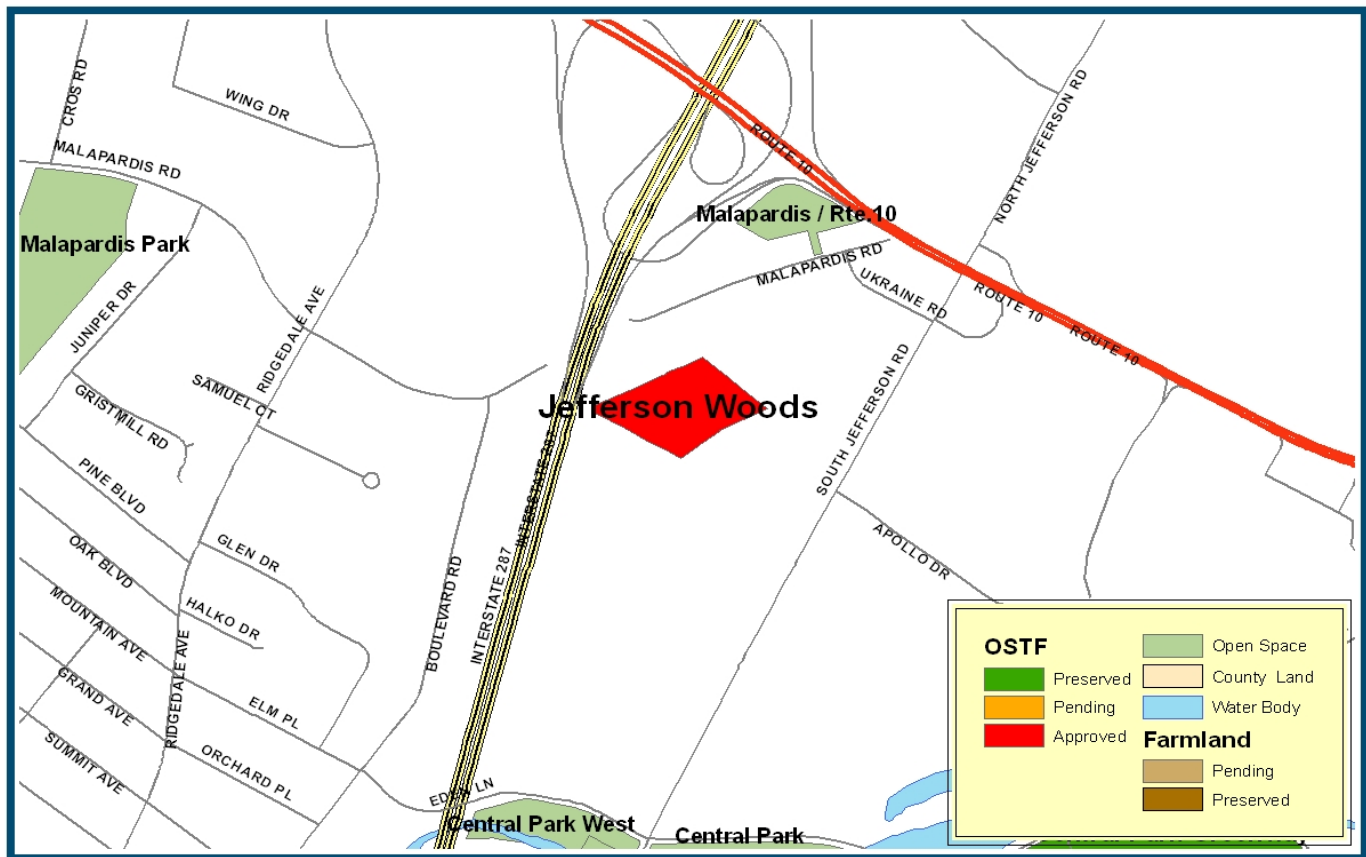 CROS RD
WING DR
MALAPARDIS RD
ROUTE 10
NORTH JEFFERSON RD
Malapardis / Rte.10
Malapardis Park
MALAPARDIS RD
UKRAINE RD
ROUTE 10
ROUTE 10
JUNIPER DR
RIDGEDALE AVE
SAMUEL CT
GRISTMILL RD
Jefferson Woods
SOUTH JEFFERSON RD
INTERSTATE 287
PINE BLVD
OAK BLVD
GLEN DR
APOLLO DR
MOUNTAIN AVE
HALKO DR
BOULEVARD RD
INTERSTATE 287
GRAND AVE
RIDGEDALE AVE
ELM PL
SUMMIT AVE
ORCHARD PL
EDEN LN
Central Park West
Central Park
OSTF
Preserved
Pending
Approved
Open Space
County Land
Water Body
Farmland
Pending
Preserved